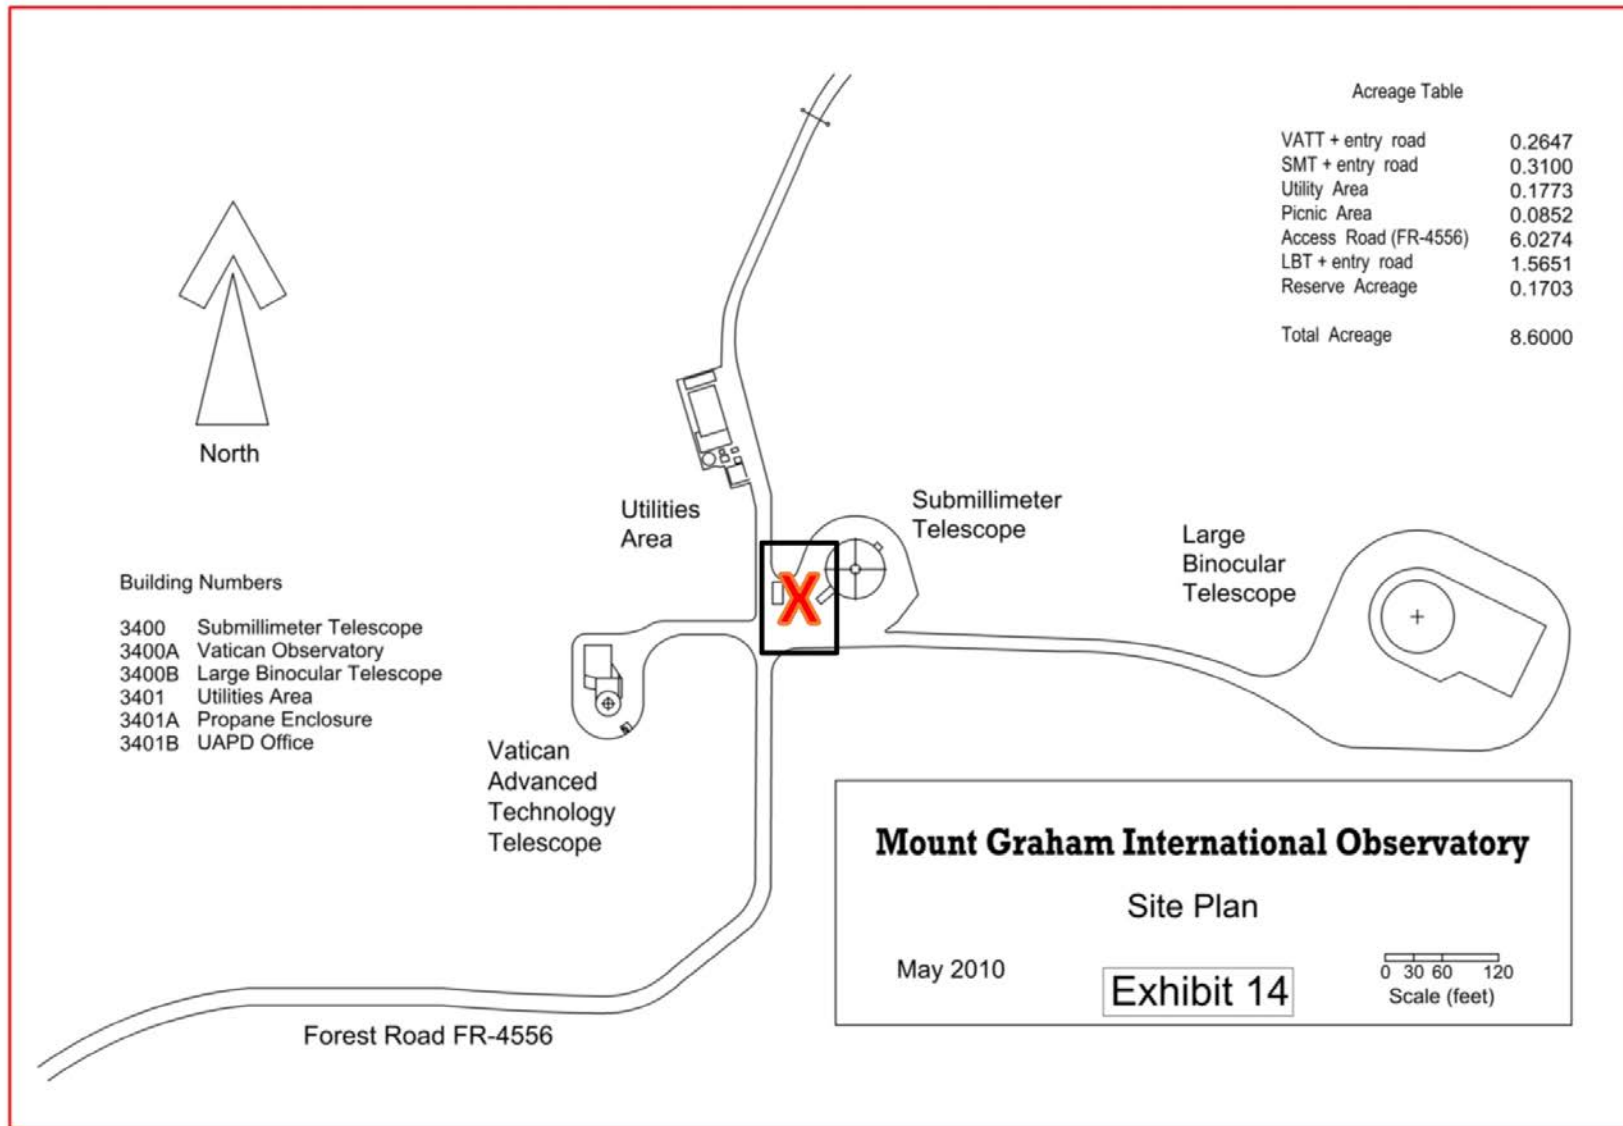 Acreage Table
VATT + entry road 0.2647
SMT + entry road 0.3100
Utility Area 0.1773
Picnic Area 0.0852
Access Road (FR-4556) 6.0274
LBT + entry road 1.5651
Reserve Acreage 0.1703
Total Acreage 8.6000
North
Utilities
Area
Submillimeter
Telescope
Large
Binocular
Telescope
X
Building Numbers
3400 Submillimeter Telescope
3400A Vatican Observatory
3400B Large Binocular Telescope
3401 Utilities Area
3401A Propane Enclosure
3401B UAPD Office
Vatican
Advanced
Technology
Telescope
Mount Graham International Observatory
Site Plan
May 2010
Exhibit 14
0 30 60 120
Scale (feet)
Forest Road FR-4556